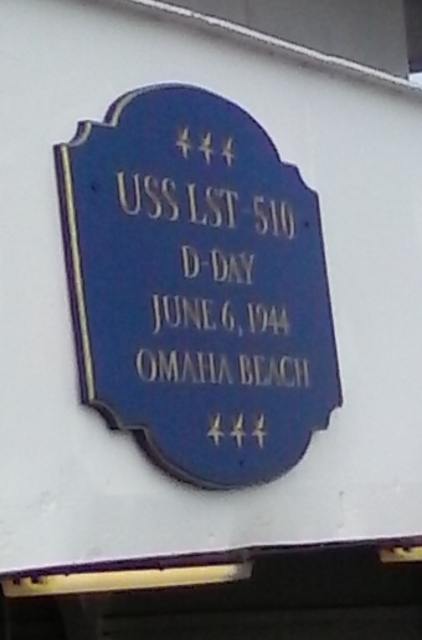 USS LST-510
D-DAY
JUNE 6, 1944
OMAHA BEACH